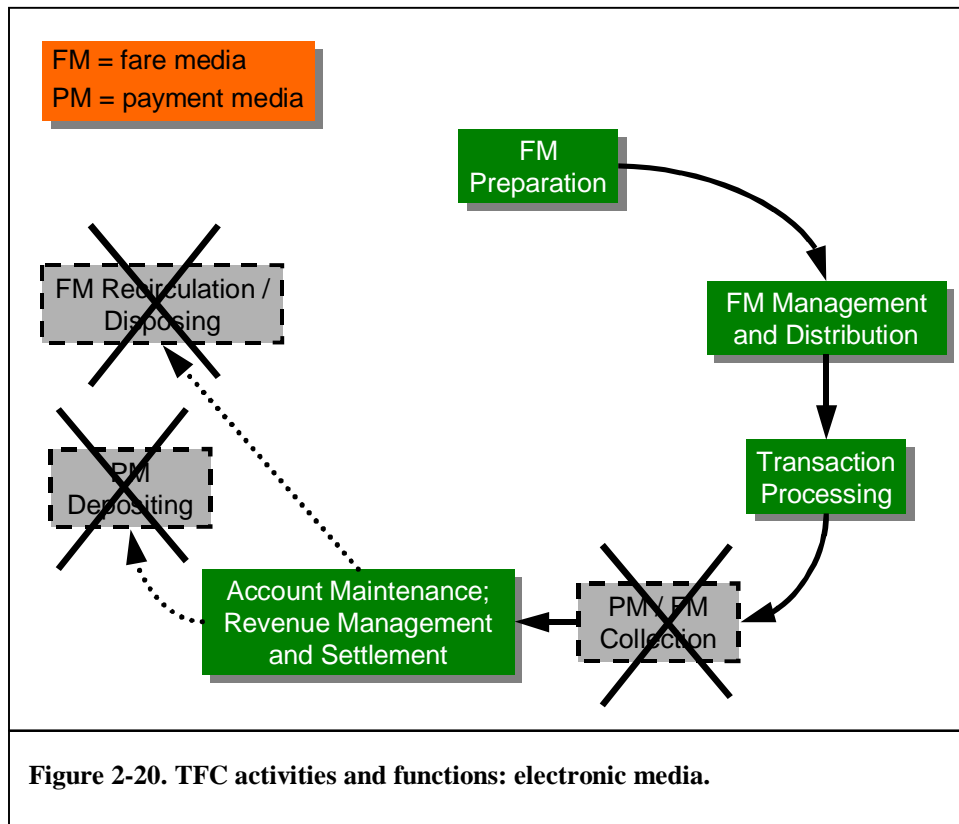 FM = fare media
PM = payment media
FM
Preparation
FM Management
and Distribution
Transaction
Processing
PM / FM
Collection
Account Maintenance;
Revenue Management
and Settlement
PM
Depositing
FM Recirculation /
Disposing
Figure 2-20. TFC activities and functions: electronic media.